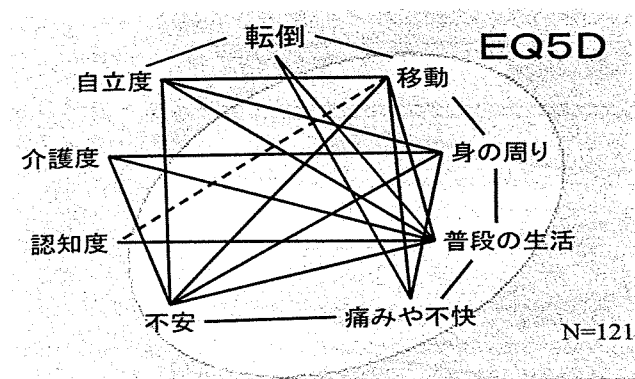 転倒
EQ5D
自立度
移動
介護度
身の周り
認知度
普段の生活
不安
痛みや不快
N=121